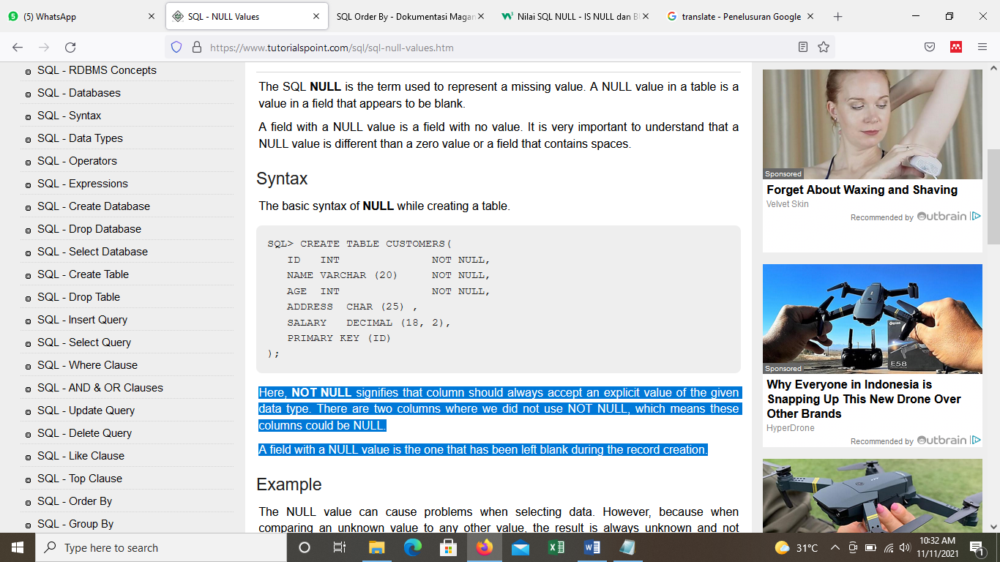 5
(5) WhatsApp
SQL - NULL Values
SQL Order By - Dokumentasi Magan
Nilai SQL NULL - IS NULL dan B
translate - Penelusuran Google
https://www.tutorialspoint.com/sql/sql-null-values.htm
SQL - RDBMS Concepts
SQL - Databases
SQL - Syntax
SQL - Data Types
SQL - Operators
SQL - Expressions
SQL - Create Database
SQL - Drop Database
SQL - Select Database
SQL - Create Table
SQL - Drop Table
SQL - Insert Query
SQL - Select Query
SQL - Where Clause
SQL - AND & OR Clauses
SQL - Update Query
SQL - Delete Query
SQL - Like Clause
SQL - Top Clause
SQL - Order By
SQL - Group By
The SQL NULL is the term used to represent a missing value. A NULL value in a table is a
value in a field that appears to be blank.
A field with a NULL value is a field with no value. It is very important to understand that a
NULL value is different than a zero value or a field that contains spaces.
Syntax
The basic syntax of NULL while creating a table.
SQL> CREATE TABLE CUSTOMERS(
ID INT NOT NULL,
NAME VARCHAR (20) NOT NULL,
AGE INT NOT NULL,
ADDRESS CHAR (25) ,
SALARY DECIMAL (18, 2),
PRIMARY KEY (ID)
);
Here, NOT NULL signifies that column should always accept an explicit value of the given
data type. There are two columns where we did not use NOT NULL, which means these
columns could be NULL.
A field with a NULL value is the one that has been left blank during the record creation.
Example
The NULL value can cause problems when selecting data. However, because when
comparing an unknown value to any other value, the result is always unknown and not
Sponsored
Forget About Waxing and Shaving
Velvet Skin
Recommended by Outbrain
E58
Sponsored
Why Everyone in Indonesia is
Snapping Up This New Drone Over
Other Brands
HyperDrone
Recommended by Outbrain
Type here to search
31°C
10:32 AM
11/11/2021
1